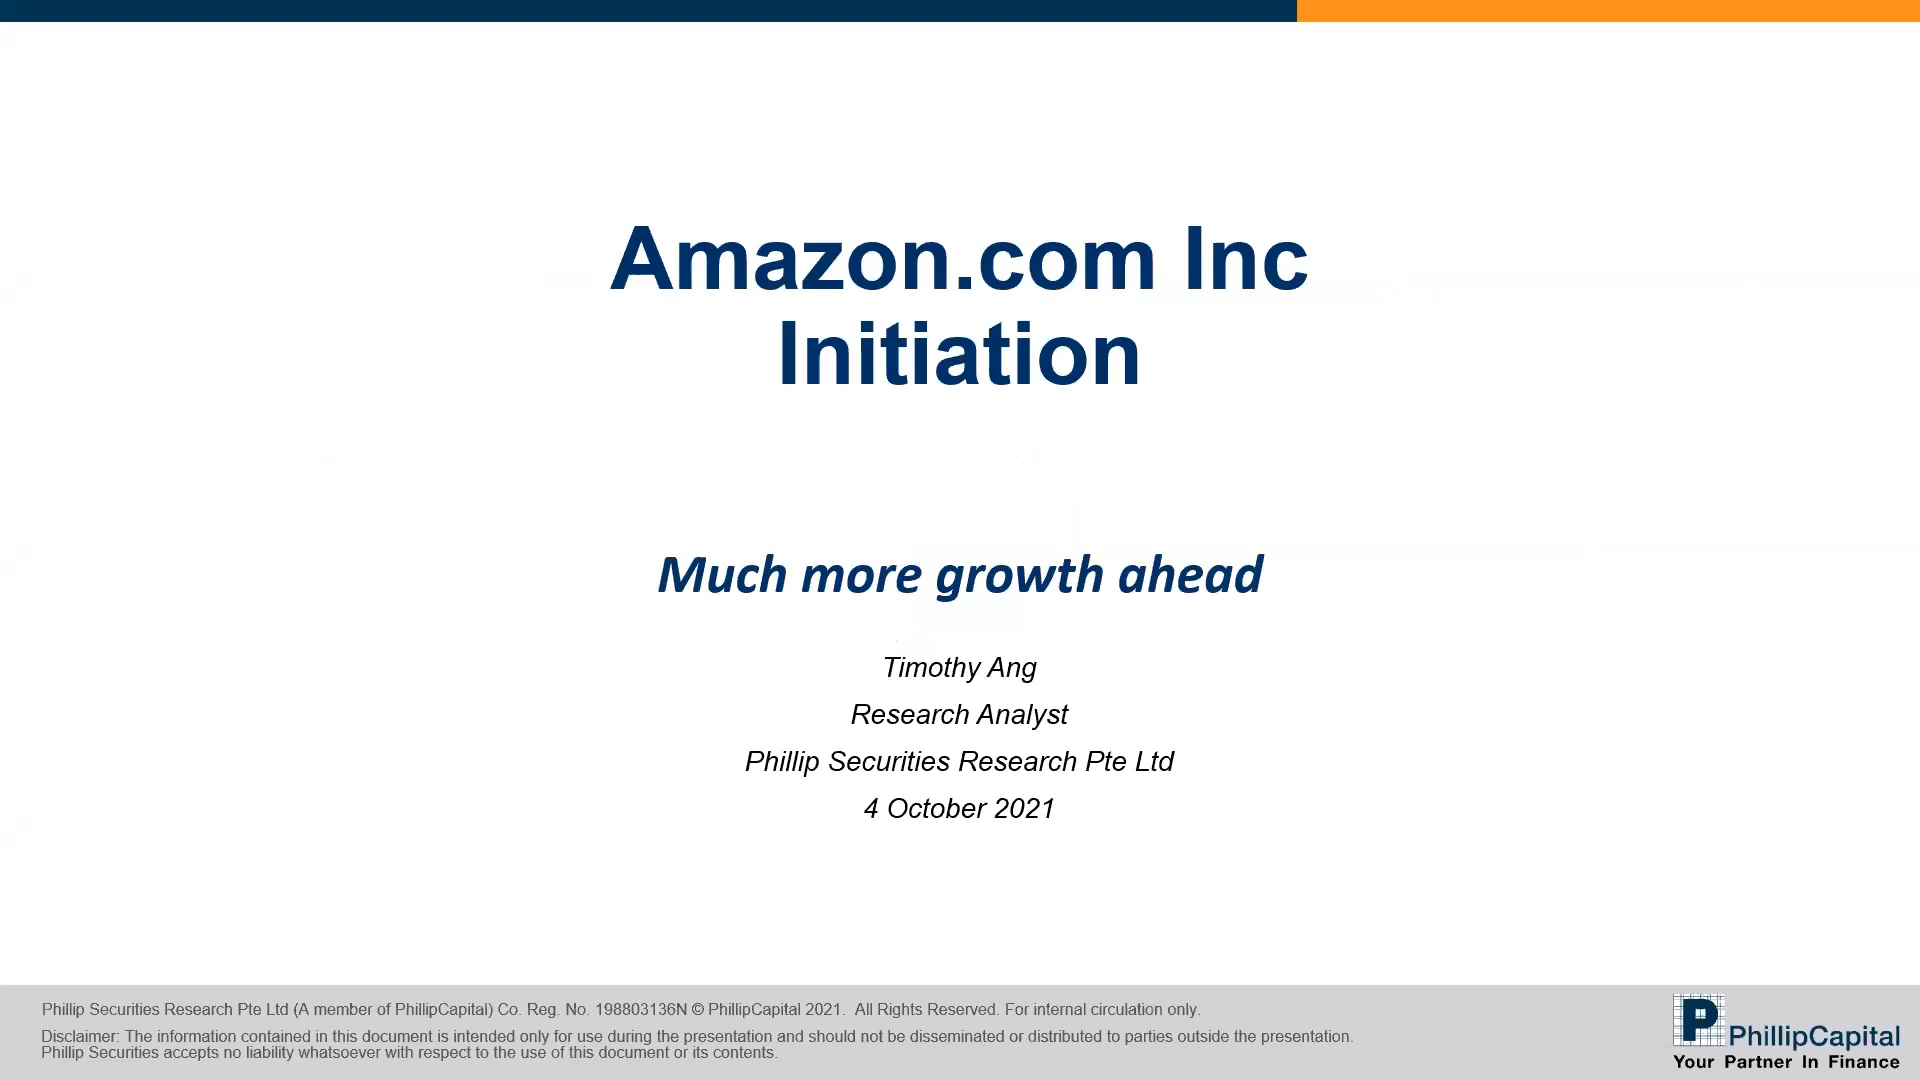 Amazon.com Inc
Initiation
Much more growth ahead
Timothy Ang
Research Analyst
Phillip Securities Research Pte Ltd
4 October 2021
Phillip Securities Research Pte Ltd (A member of PhillipCapital) Co. Reg. No. 198803136N © PhillipCapital 2021.  All Rights Reserved. For internal circulation only.
Disclaimer: The information contained in this document is intended only for use during the presentation and should not be disseminated or distributed to parties outside the presentation.
Phillip Securities accepts no liability whatsoever with respect to the use of this document or its contents.
P PhillipCapital
Your Partner In Finance